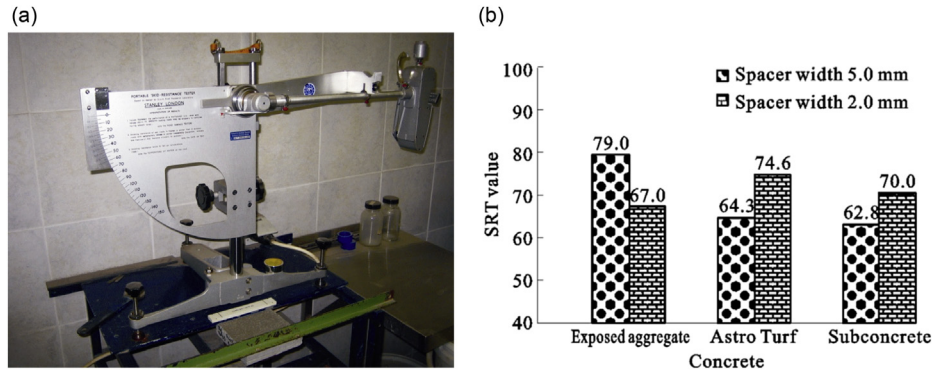 (a)
PORTABLE SKID RESISTANCE TESTER
STANLEY LONDON
(b)
Spacer width 5.0 mm
Spacer width 2.0 mm
SRT value
100
90
80
70
60
50
40
79.0
67.0
64.3
74.6
62.8
70.0
Exposed aggregate Astro Turf Subconcrete
Concrete